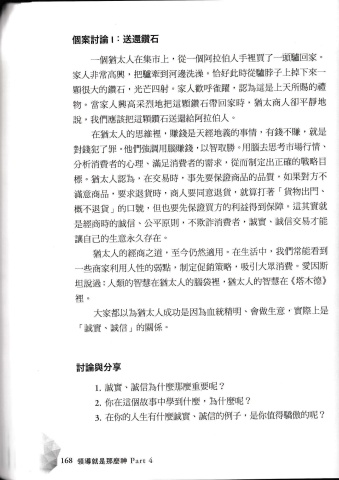 個案討論1：送還鑽石
一個猶太人在集市上，從一個阿拉伯人手裡買了一頭驢回家。
家人非常高興，把驢牽到河邊洗澡。恰好此時從驢脖子上掉下來一
顆很大的鑽石，光芒四射。家人歡呼雀躍，認為這是上天所賜的禮
物。當家人興高采烈地把這顆鑽石帶回家時，猶太商人卻平靜地
說，我們應該把這顆鑽石送還給阿拉伯人。
在猶太人的思維裡，賺錢是天經地義的事情，有錢不賺，就是
對錢犯了罪，他們強調用腦賺錢，以智取勝。用腦去思考市場行情、
分析消費者的心理、滿足消費者的需求，從而制定出正確的戰略目
標。猶太人認為，在交易時，事先要保證商品的品質，如果對方不
滿意商品，要求退貨時，商人要同意退貨，就算打著「貨物出門、
概不退貨」的口號，但也要先保證買方的利益得到保障，這其實就
是經商時的誠信。公平原則，不欺詐消費者，誠實、誠信交易才能
讓自己的生意永久存在。
猶太人的經商之道，至今仍然適用。在生活中，我們常能看到
一些商家利用人性的弱點，制定促銷策略，吸引大眾消費。愛因斯
坦說過：人類的智慧在猶太人的腦袋裡，猶太人的智慧在《塔木德》
裡。
大家都以為猶太人成功是因為血統精明、會做生意，實際上是
「誠實、誠信」的關係。
討論與分享
1. 誠實、誠信為什麼那麼重要呢？
2. 你在這個故事中學到什麼，為什麼呢？
3. 在你的人生有什麼誠實、誠信的例子，是你值得驕傲的呢？
168 領導就是那麼神 Part 4